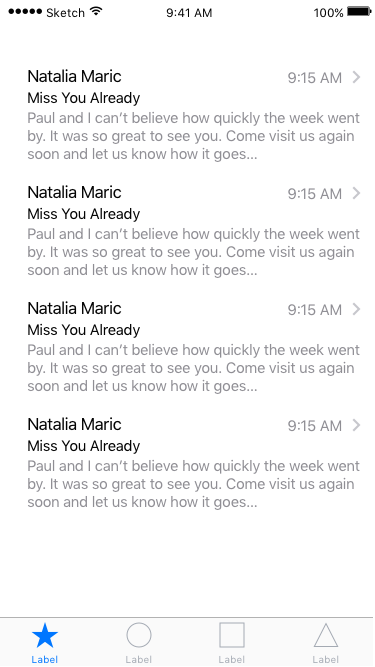 Sketch 9:41 AM 100%
Natalia Maric 9:15 AM
Miss You Already
Paul and I can’t believe how quickly the week went
by. It was so great to see you. Come visit us again
soon and let us know how it goes...
Natalia Maric 9:15 AM
Miss You Already
Paul and I can’t believe how quickly the week went
by. It was so great to see you. Come visit us again
soon and let us know how it goes...
Natalia Maric 9:15 AM
Miss You Already
Paul and I can’t believe how quickly the week went
by. It was so great to see you. Come visit us again
soon and let us know how it goes...
Natalia Maric 9:15 AM
Miss You Already
Paul and I can’t believe how quickly the week went
by. It was so great to see you. Come visit us again
soon and let us know how it goes...
Label Label Label Label